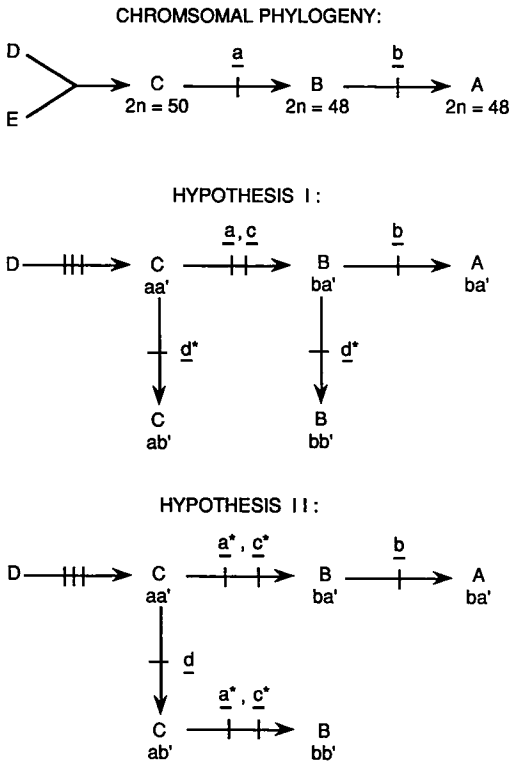 CHROMSOMAL PHYLOGENY:
D
E
a
b
C
B
A
2n = 50
2n = 48
2n = 48
HYPOTHESIS I :
a, c
b
D
C
B
A
aa'
ba'
ba'
d*
d*
C
B
ab'
bb'
HYPOTHESIS I I :
a* , c*
b
D
C
B
A
aa'
ba'
ba'
d
a* , c*
C
B
ab'
bb'